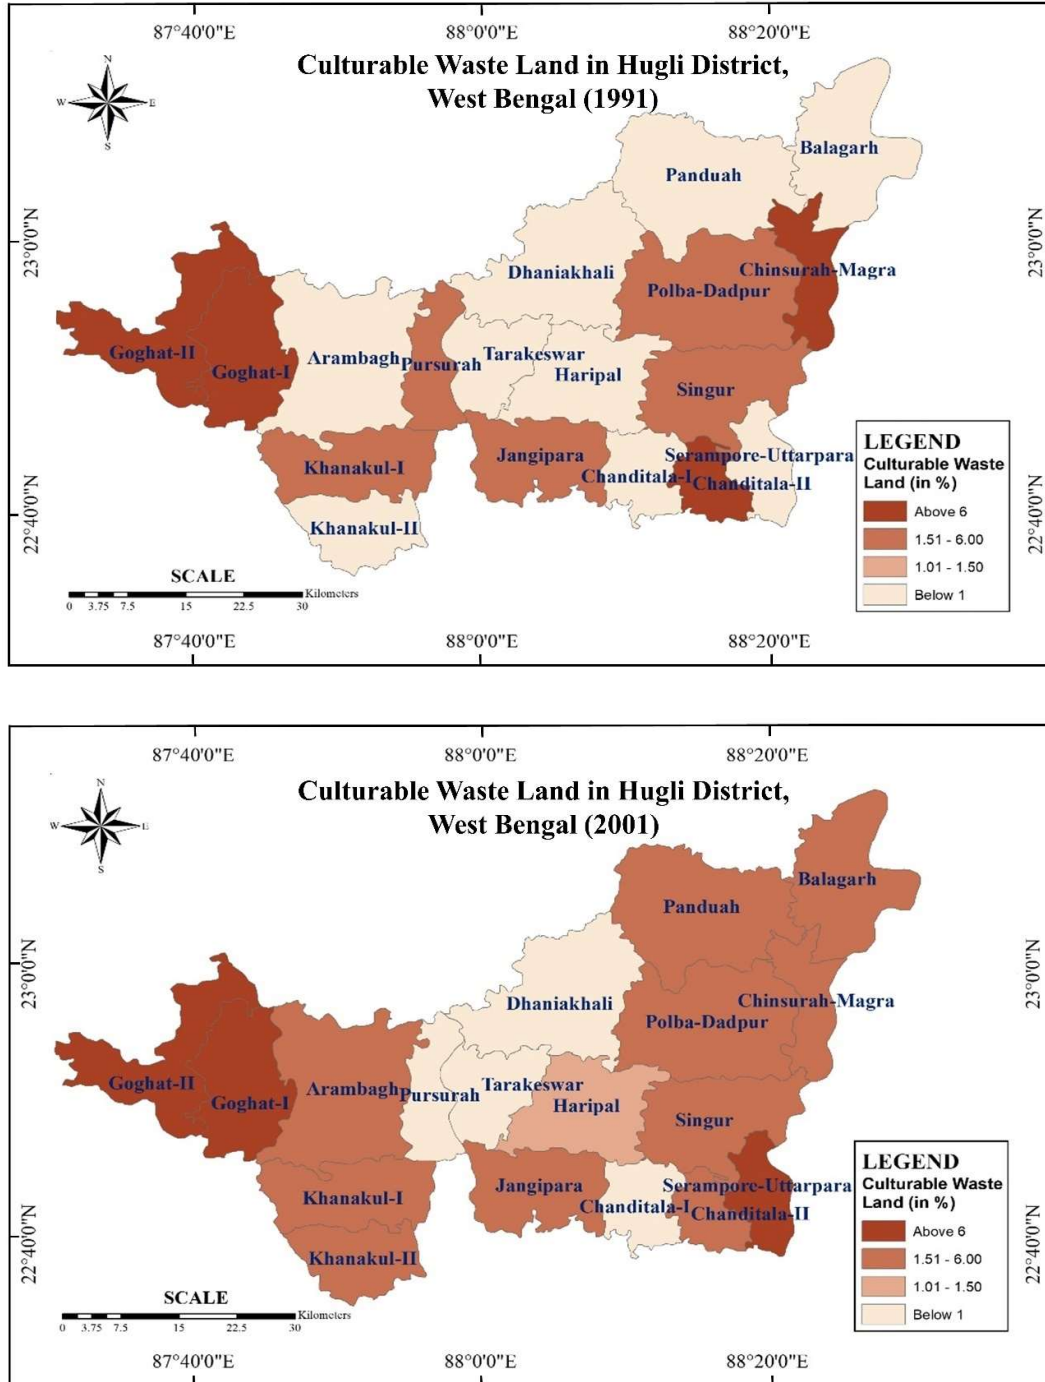 87°40'0"E 88°0'0"E 88°20'0"E
Culturable Waste Land in Hugli District,
West Bengal (1991)
N
W E
S
Balagarh
Panduah
23°0'0"N 23°0'0"N
Dhaniakhali Chinsurah-Magra
Polba-Dadpur
Goghat-II Arambagh Tarakeswar
Goghat-I Pursurah Haripal
Singur
Khanakul-I Jangipara Serampore-Uttarpara
Chanditala-I Chanditala-II
Khanakul-II
22°40'0"N 22°40'0"N
LEGEND
Culturable Waste
Land (in %)
Above 6
1.51 - 6.00
1.01 - 1.50
Below 1
SCALE
Kilometers
0 3.75 7.5 15 22.5 30
87°40'0"E 88°0'0"E 88°20'0"E
87°40'0"E 88°0'0"E 88°20'0"E
Culturable Waste Land in Hugli District,
West Bengal (2001)
N
W E
S
Balagarh
Panduah
23°0'0"N 23°0'0"N
Dhaniakhali Chinsurah-Magra
Polba-Dadpur
Goghat-II Arambagh Tarakeswar
Goghat-I Pursurah Haripal
Singur
Khanakul-I Jangipara Serampore-Uttarpara
Chanditala-I Chanditala-II
Khanakul-II
22°40'0"N 22°40'0"N
LEGEND
Culturable Waste
Land (in %)
Above 6
1.51 - 6.00
1.01 - 1.50
Below 1
SCALE
Kilometers
0 3.75 7.5 15 22.5 30
87°40'0"E 88°0'0"E 88°20'0"E